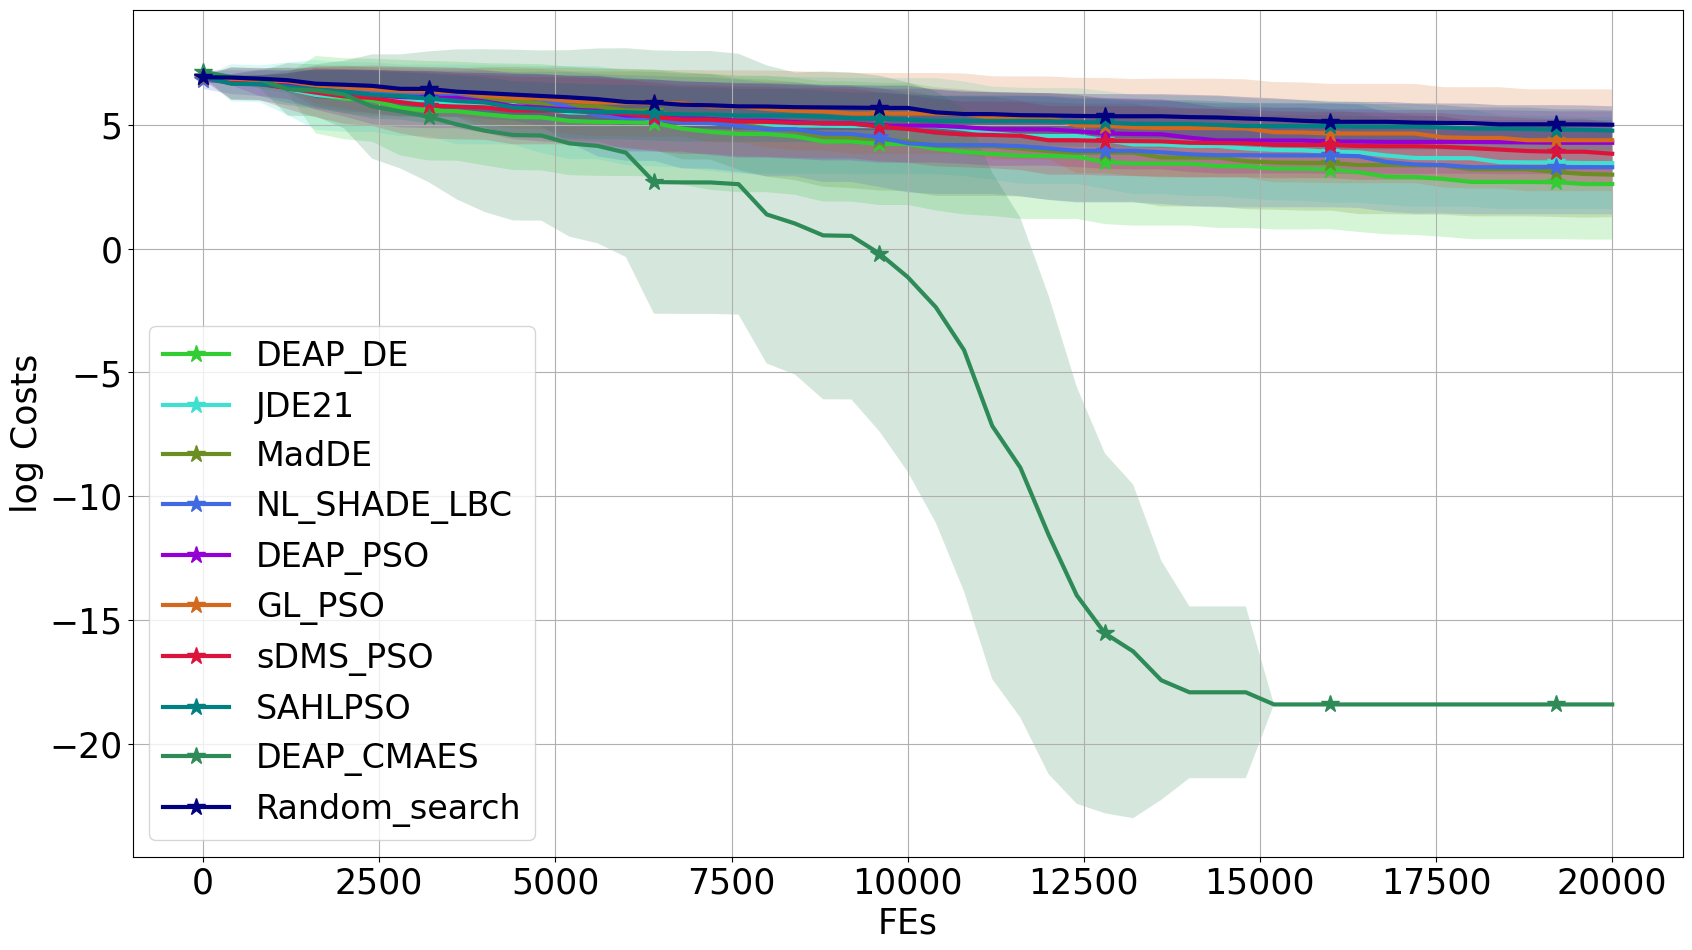 5
0
−5
−10
−15
−20
log Costs
DEAP_DE
JDE21
MadDE
NL_SHADE_LBC
DEAP_PSO
GL_PSO
sDMS_PSO
SAHLPSO
DEAP_CMAES
Random_search
0 2500 5000 7500 10000 12500 15000 17500 20000
FEs